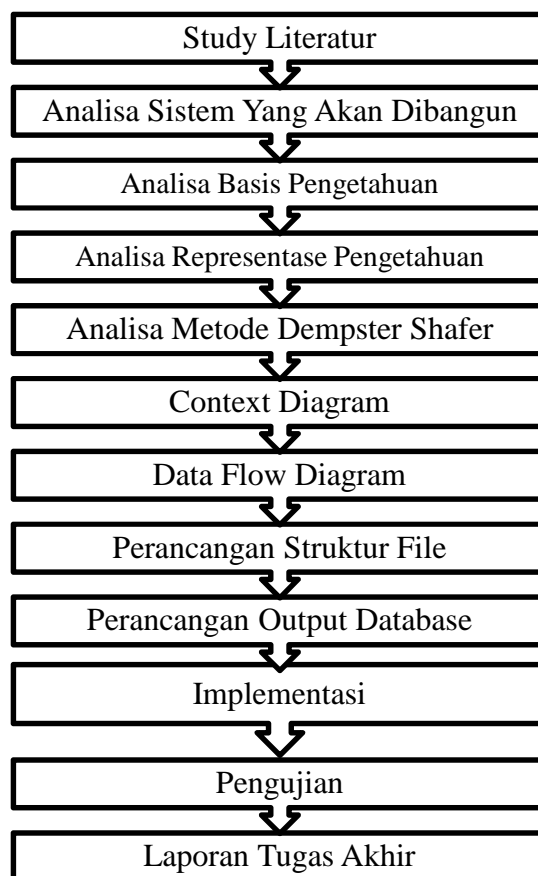 Study Literatur
Analisa Sistem Yang Akan Dibangun
Analisa Basis Pengetahuan
Analisa Representase Pengetahuan
Analisa Metode Dempster Shafer
Context Diagram
Data Flow Diagram
Perancangan Struktur File
Perancangan Output Database
Implementasi
Pengujian
Laporan Tugas Akhir